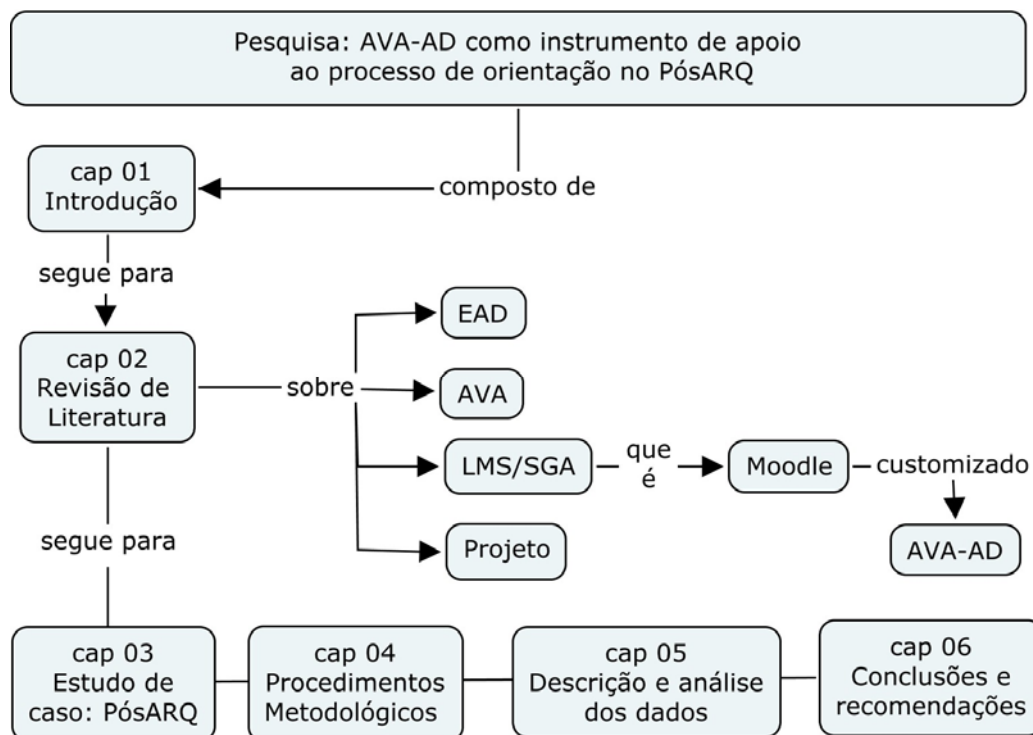 Pesquisa: AVA-AD como instrumento de apoio
ao processo de orientação no PósARQ
cap 01
Introdução
composto de
segue para
cap 02
Revisão de
Literatura
sobre
EAD
AVA
LMS/SGA
que
é
Moodle
customizado
AVA-AD
Projeto
segue para
cap 03
Estudo de
caso: PósARQ
cap 04
Procedimentos
Metodológicos
cap 05
Descrição e análise
dos dados
cap 06
Conclusões e
recomendações